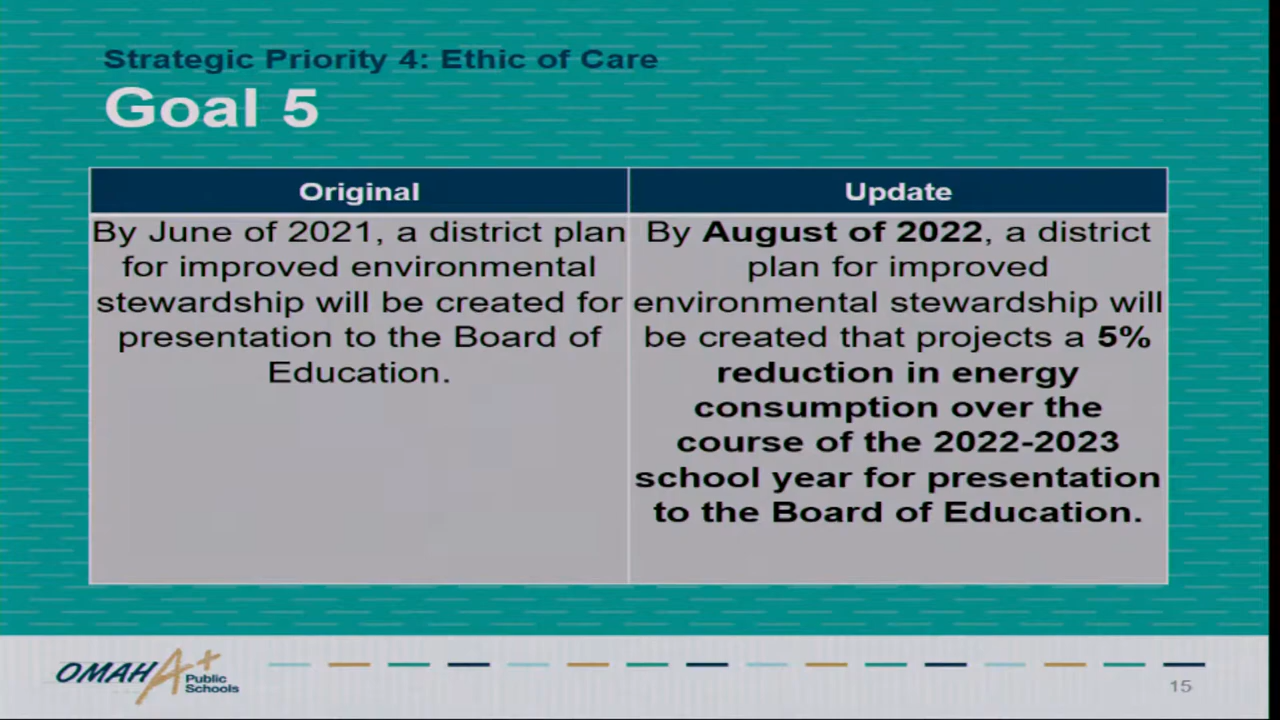 Strategic Priority 4: Ethic of Care
Goal 5
Original
By June of 2021, a district plan
for improved environmental
stewardship will be created for
presentation to the Board of
Education.
Update
By August of 2022, a district
plan for improved
environmental stewardship will
be created that projects a 5%
reduction in energy
consumption over the
course of the 2022-2023
school year for presentation
to the Board of Education.
OMAHA+
Public
Schools
15